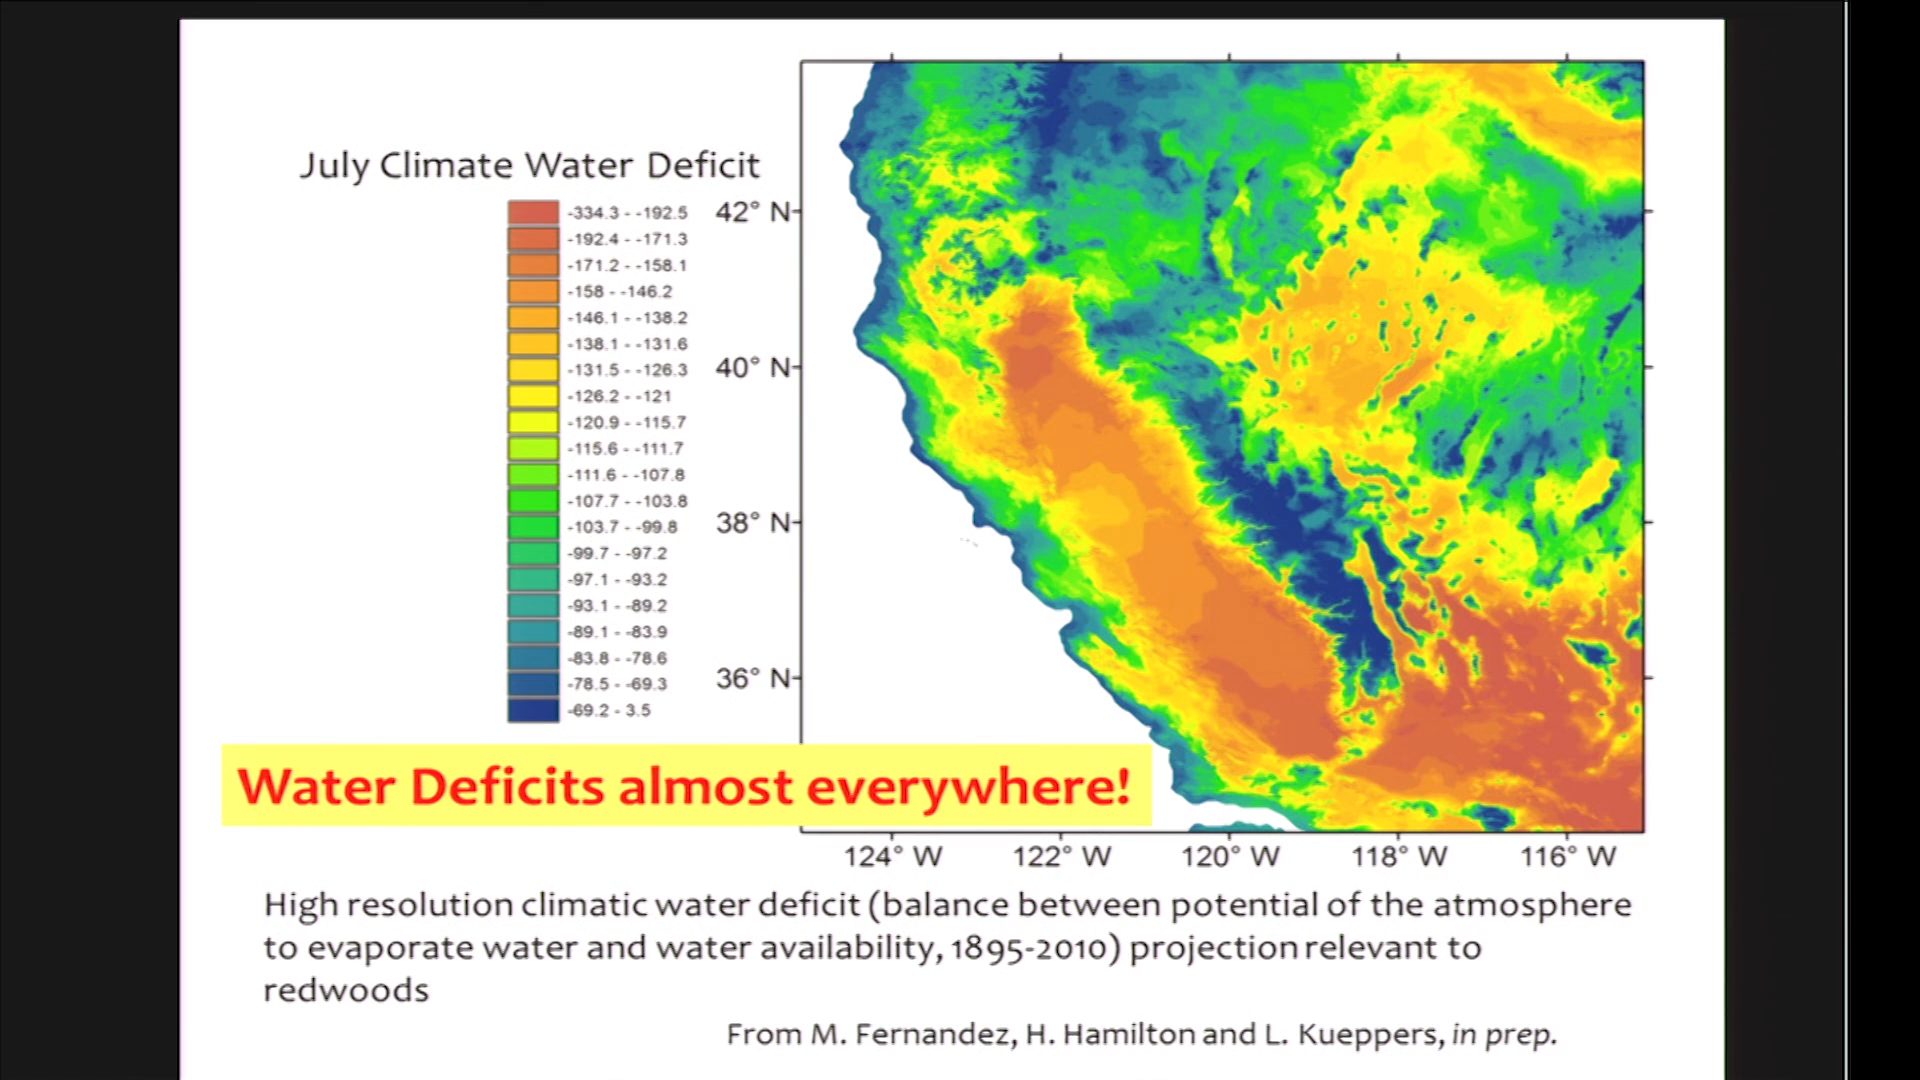 July Climate Water Deficit
-334.3 - -192.5
-192.4 - -171.3
-171.2 - -158.1
-158 - -146.2
-146.1 - -138.2
-138.1 - -131.6
-131.5 - -126.3
-126.2 - -121
-120.9 - -115.7
-115.6 - -111.7
-111.6 - -107.8
-107.7 - -103.8
-103.7 - -99.8
-99.7 - -97.2
-97.1 - -93.2
-93.1 - -89.2
-89.1 - -83.9
-83.8 - -78.6
-78.5 - -69.3
-69.2 - 3.5
42° N
40° N
38° N
36° N
Water Deficits almost everywhere!
124° W 122° W 120° W 118° W 116° W
High resolution climatic water deficit (balance between potential of the atmosphere
to evaporate water and water availability, 1895-2010) projection relevant to
redwoods
From M. Fernandez, H. Hamilton and L. Kueppers, in prep.